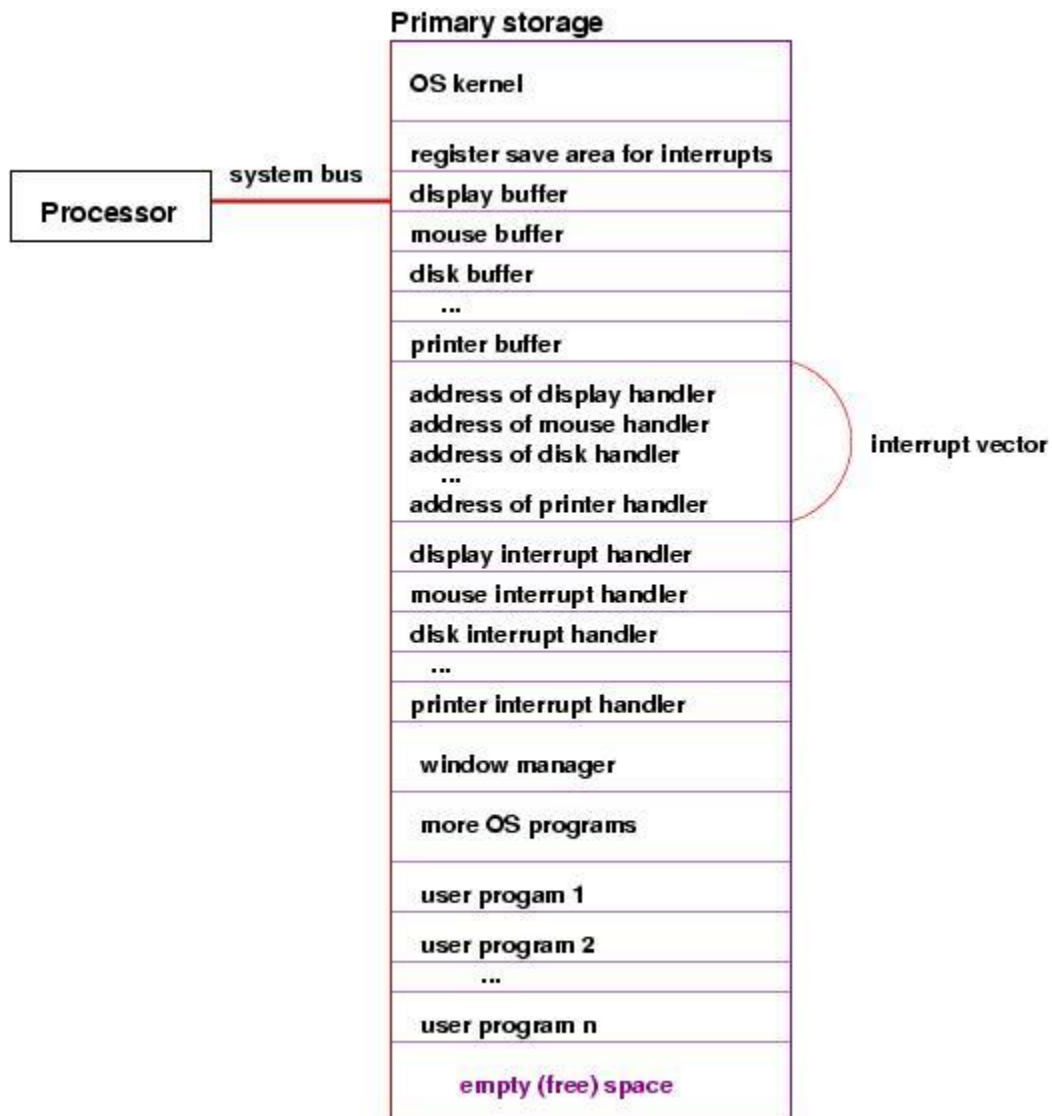 Primary storage
OS kernel
register save area for interrupts
system bus
Processor
display buffer
mouse buffer
disk buffer
...
printer buffer
address of display handler
address of mouse handler
address of disk handler
...
address of printer handler
interrupt vector
display interrupt handler
mouse interrupt handler
disk interrupt handler
...
printer interrupt handler
window manager
more OS programs
user progam 1
user program 2
...
user program n
empty (free) space